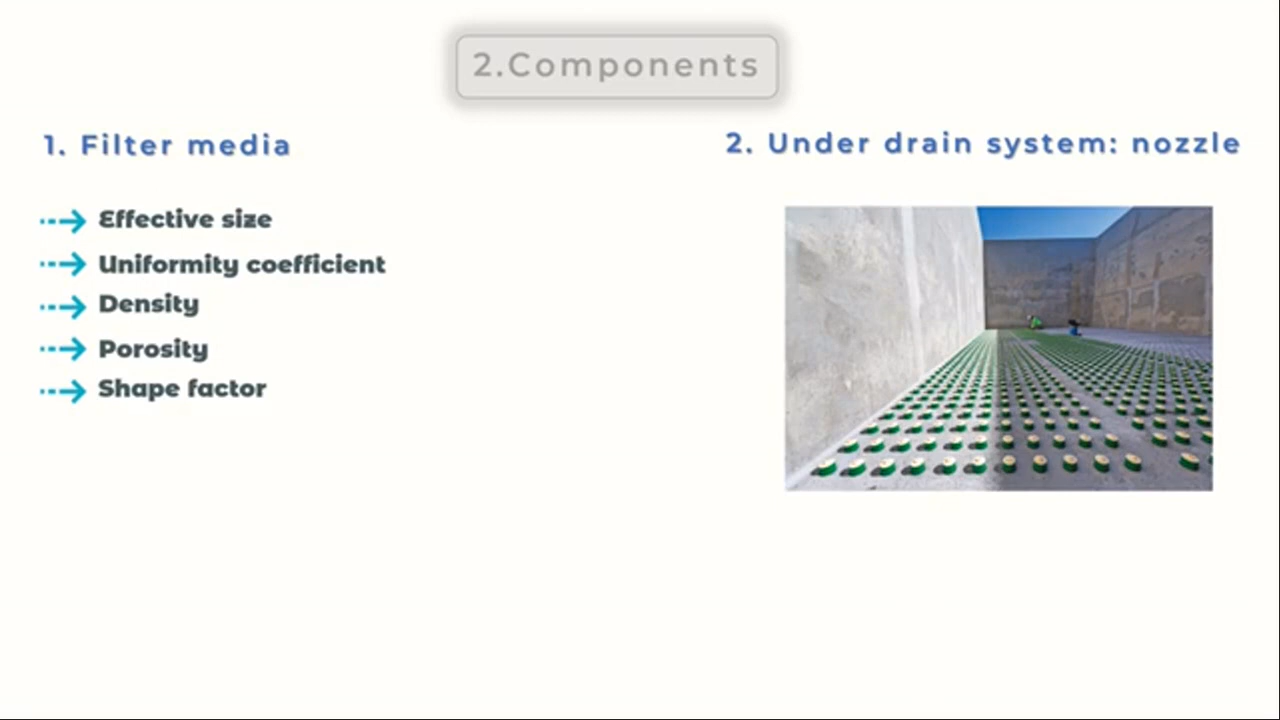 2.Components
1. Filter media
Effective size
Uniformity coefficient
Density
Porosity
Shape factor
2. Under drain system: nozzle